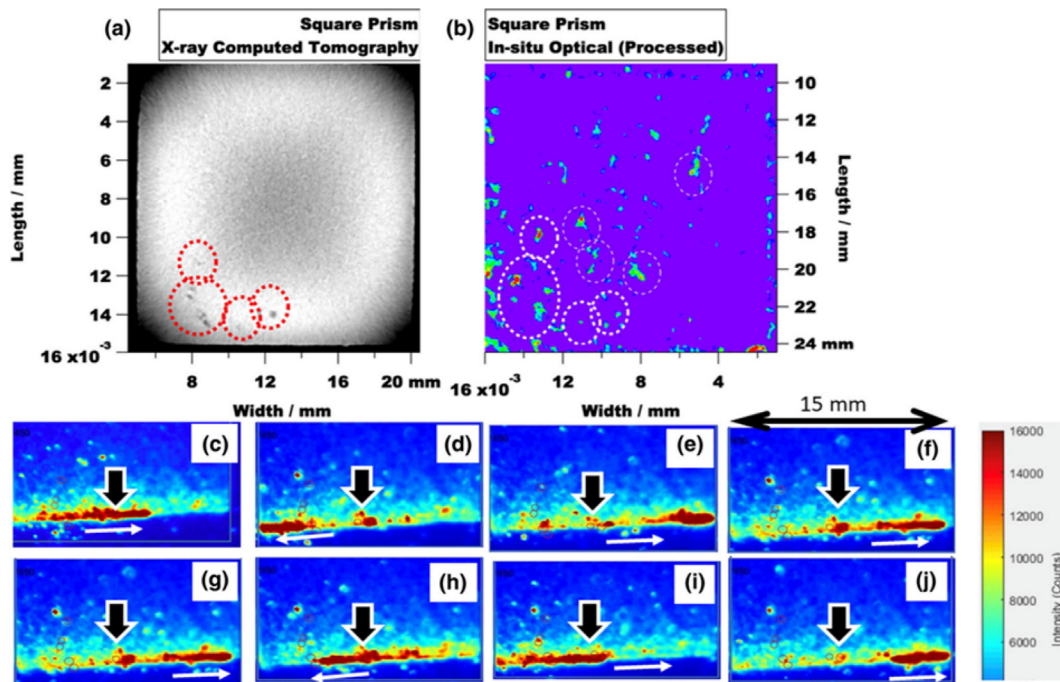 (a)
Square Prism
X-ray Computed Tomography
(b)
Square Prism
In-situ Optical (Processed)
2
4
6
8
10
12
14
16 x10⁻³
Length / mm
8
12
16
20 mm
Width / mm
10
12
14
16
18
20
22
24 mm
Length / mm
16 x10⁻³
12
8
4
Width / mm
15 mm
(c)
(d)
(e)
(f)
(g)
(h)
(i)
(j)
16000
14000
12000
10000
8000
6000
Intensity (Counts)